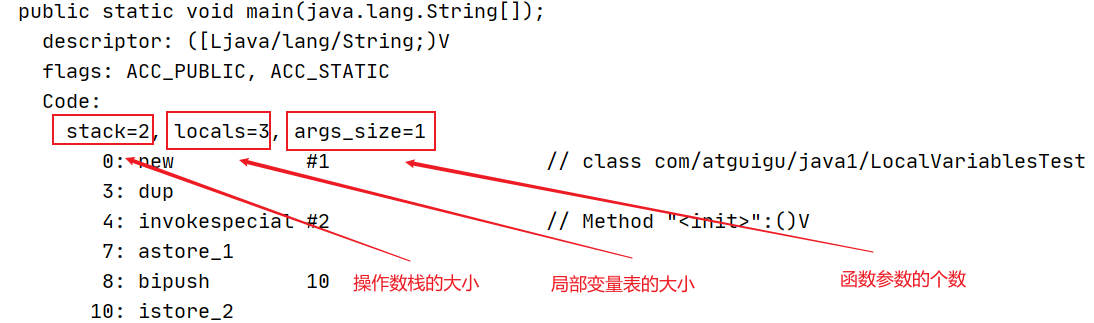 public static void main(java.lang.String[]);
descriptor: ([Ljava/lang/String;)V
flags: ACC_PUBLIC, ACC_STATIC
Code:
stack=2, locals=3, args_size=1
0: new #1 // class com/atguigu/java1/LocalVariablesTest
3: dup
4: invokespecial #2 // Method "<init>":()V
7: astore_1
8: bipush 10
10: istore_2
操作数栈的大小
局部变量表的大小
函数参数的个数